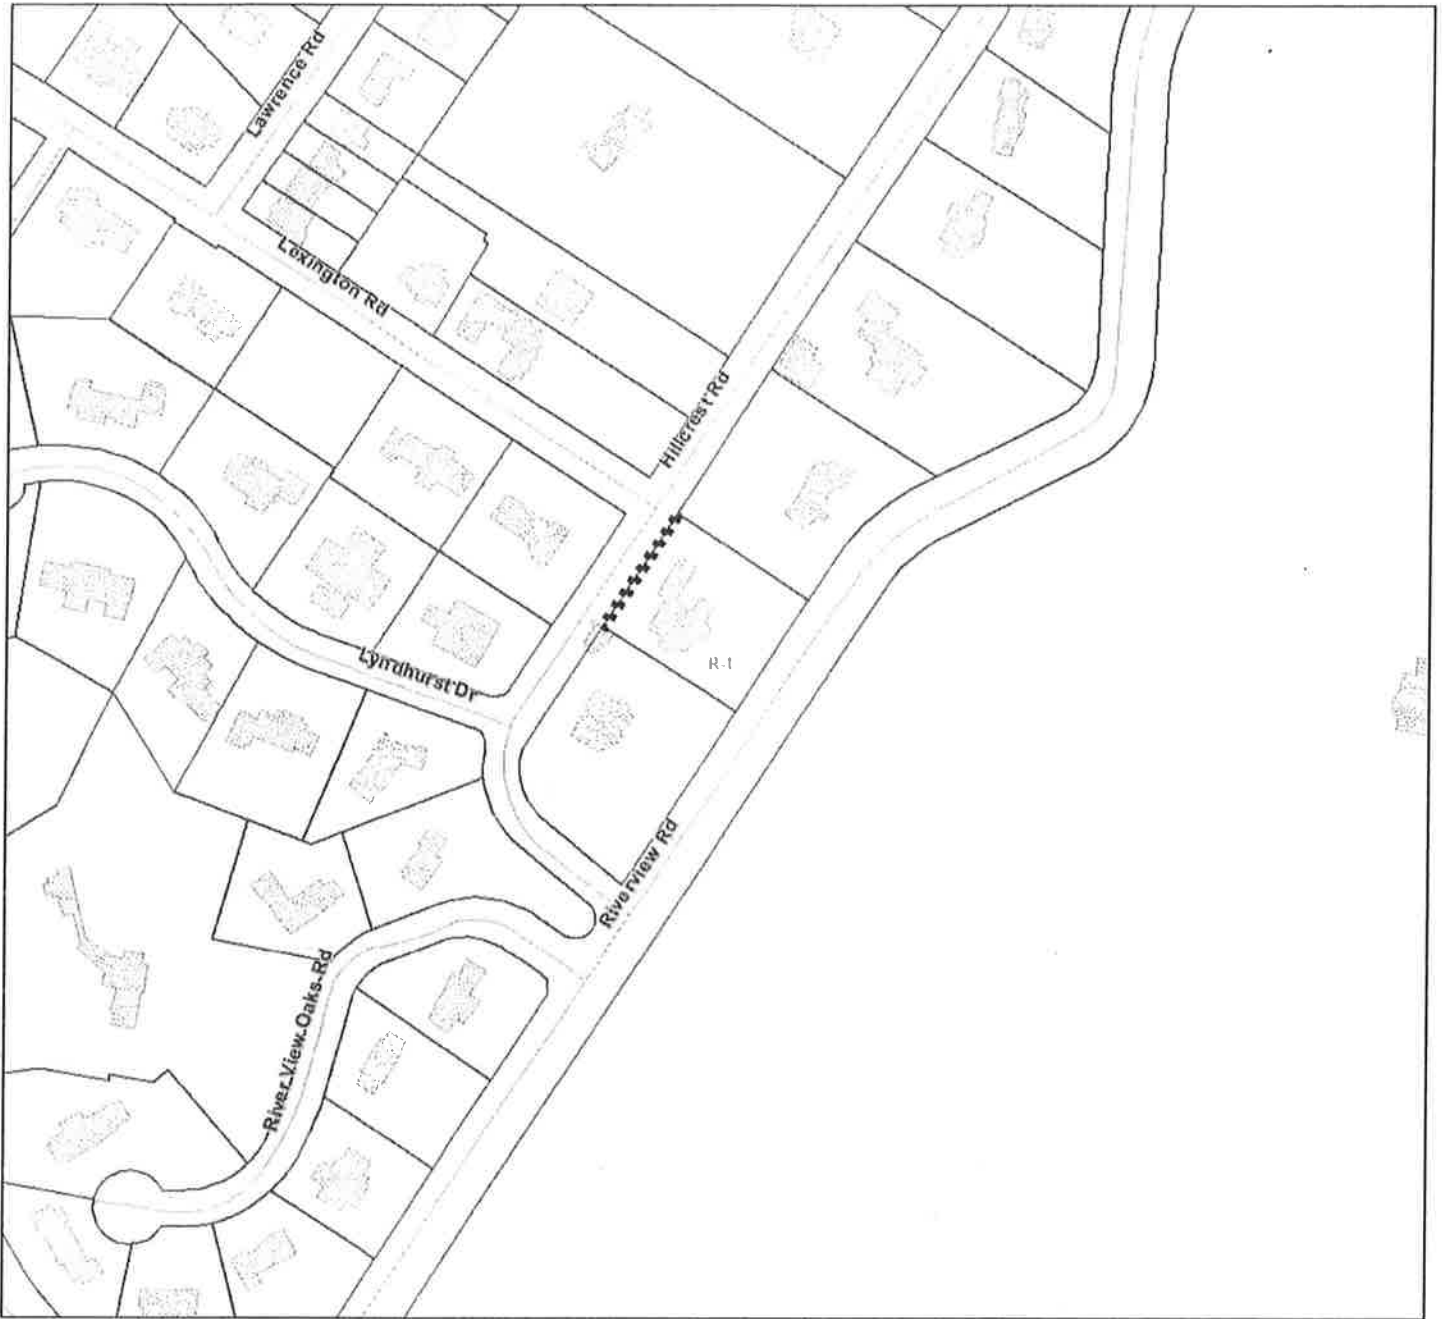 Lawrence Rd
Lexington Rd
Hillcrest Rd
R-1
Lyndhurst Dr
Riverview Rd
River View Oaks Rd